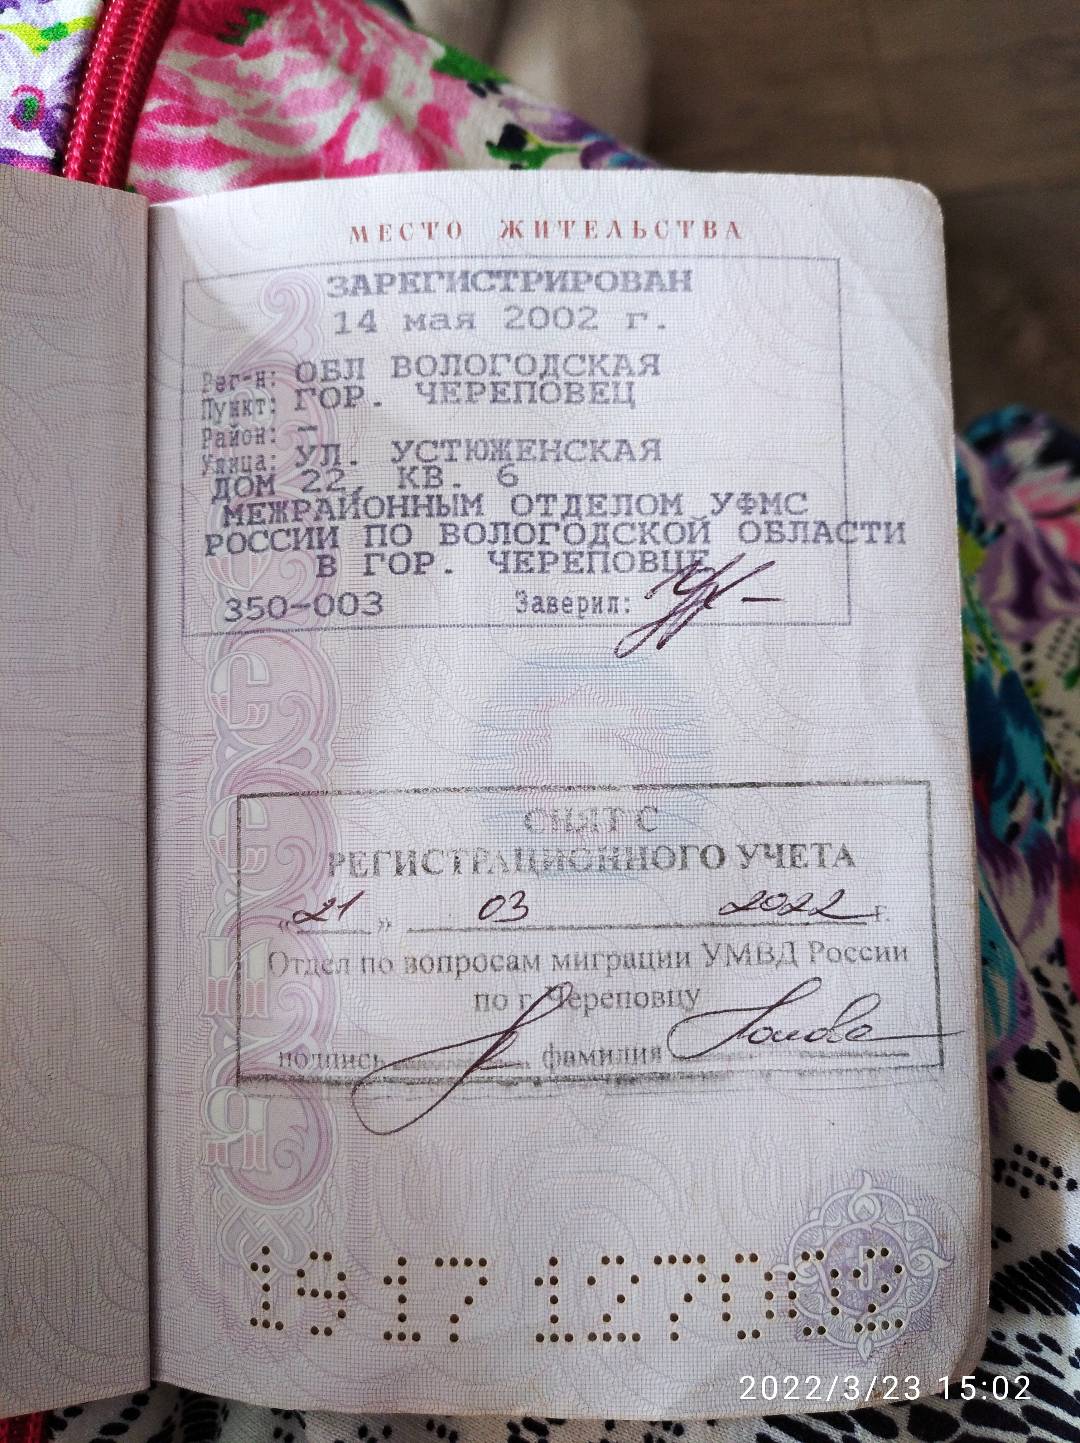 МЕСТО ЖИТЕЛЬСТВА
ЗАРЕГИСТРИРОВАН
14 мая 2002 г.
Рег-н: ОБЛ ВОЛОГОДСКАЯ
Пункт: ГОР. ЧЕРЕПОВЕЦ
Район: –
Улица: УЛ. УСТЮЖЕНСКАЯ
ДОМ 22, КВ. 6
МЕЖРАЙОННЫМ ОТДЕЛОМ УФМС
РОССИИ ПО ВОЛОГОДСКОЙ ОБЛАСТИ
В ГОР. ЧЕРЕПОВЦЕ
350-003 Заверил:
СНЯТ С
РЕГИСТРАЦИОННОГО УЧЕТА
„21" 03 2022 г.
Отдел по вопросам миграции УМВД России
по г. Череповцу
подпись фамилия
РОССИЯ
19 17 1270
2022/3/23 15:02